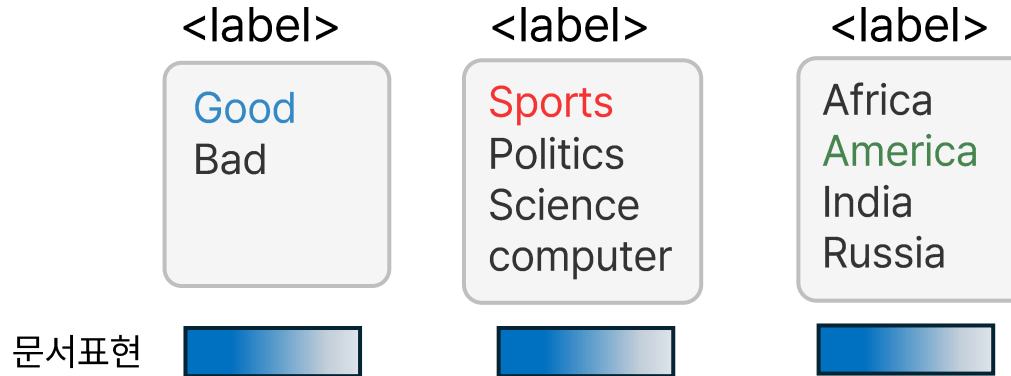 <label> <label> <label>
Good
Bad
Sports
Politics
Science
computer
Africa
America
India
Russia
문서표현